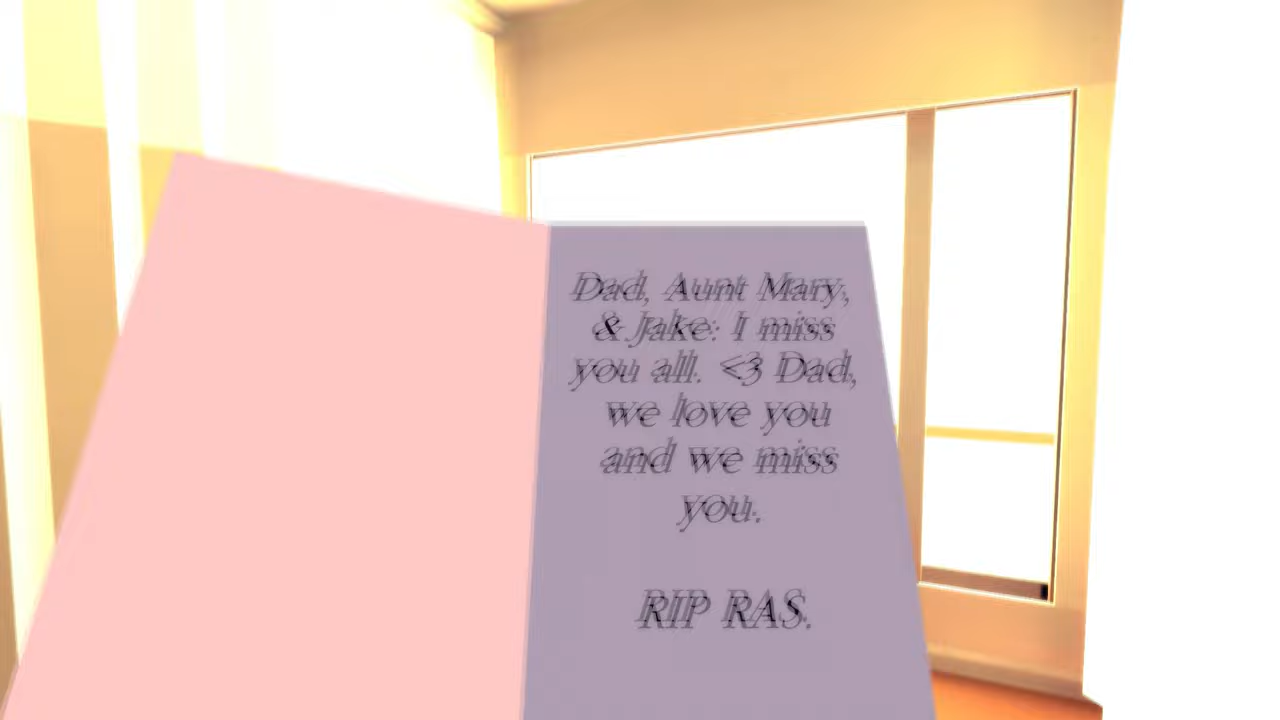 Dad, Aunt Mary,
& Jake: I miss
you all. <3 Dad,
we love you
and we miss
you.
RIP RAS.